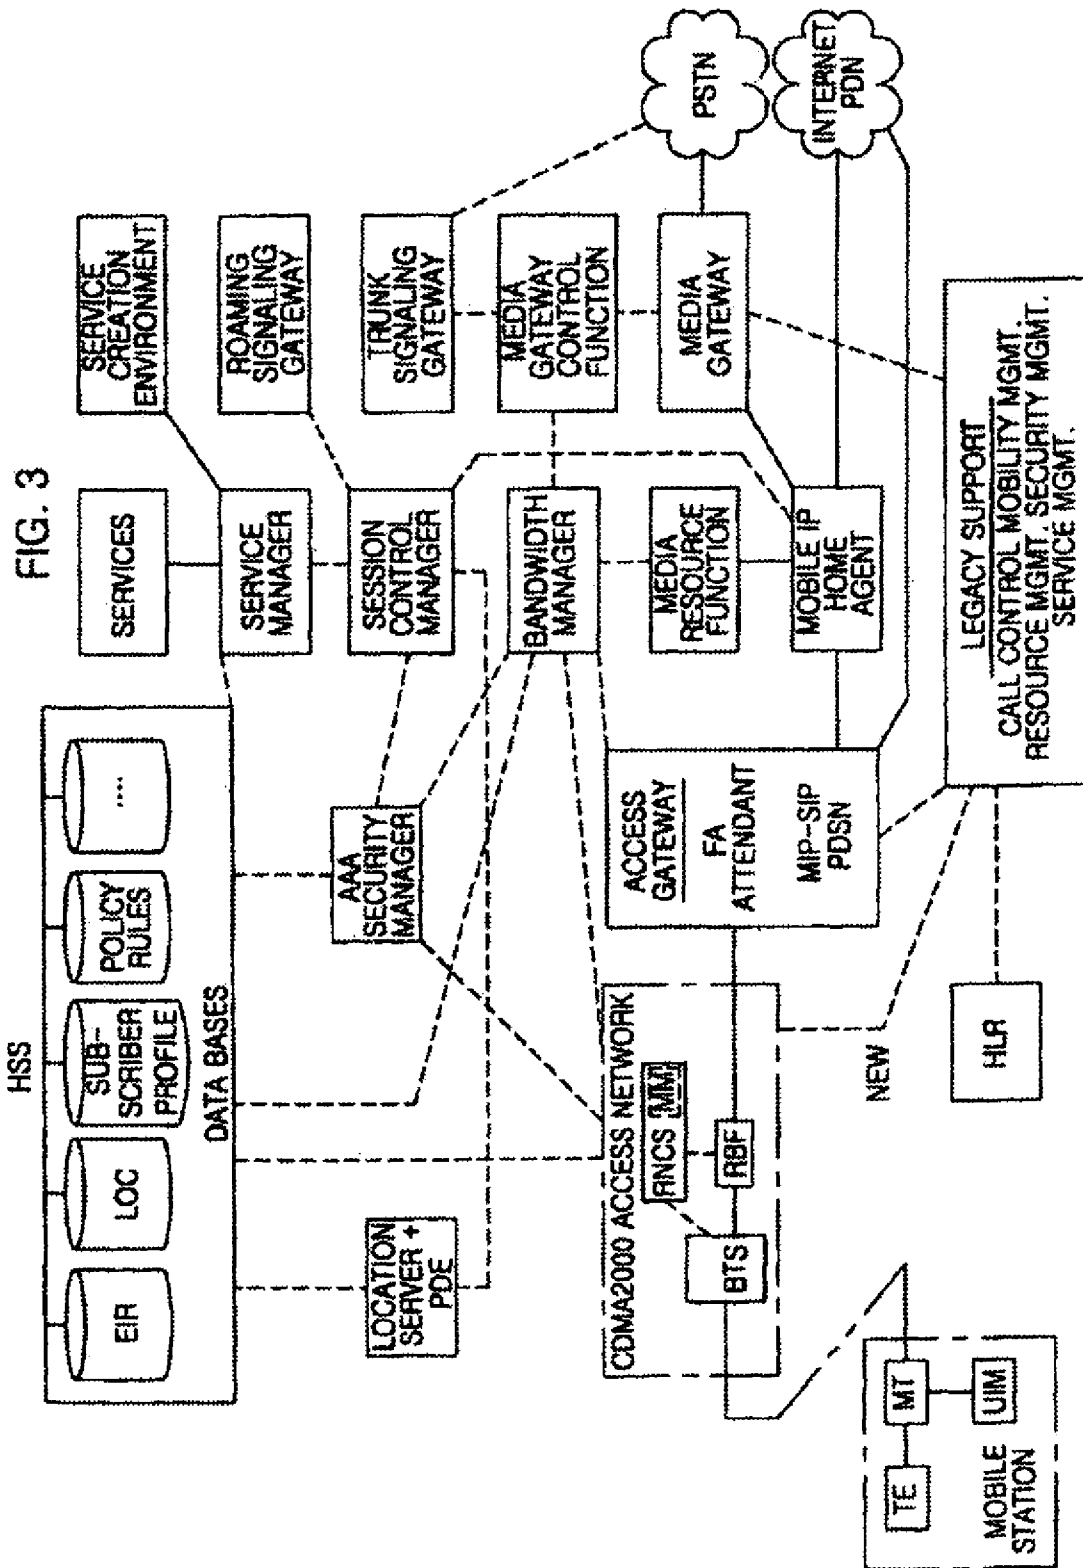 FIG. 3
HSS
EIR
LOC
SUB-
SCRIBER
PROFILE
POLICY
RULES
....
DATA BASES
SERVICES
SERVICE
CREATION
ENVIRONMENT
SERVICE
MANAGER
ROAMING
SIGNALING
GATEWAY
LOCATION
SERVER +
PDE
AAA
SECURITY
MANAGER
SESSION
CONTROL
MANAGER
TRUNK
SIGNALING
GATEWAY
BANDWIDTH
MANAGER
MEDIA
GATEWAY
CONTROL
FUNCTION
CDMA2000 ACCESS NETWORK
RNCS
MM
BTS
RBF
ACCESS
GATEWAY
FA
ATTENDANT
MIP-SIP
PDSN
MEDIA
RESOURCE
FUNCTION
MEDIA
GATEWAY
PSTN
MOBILE IP
HOME
AGENT
INTERNET
PDN
TE
MT
UIM
MOBILE
STATION
NEW
HLR
LEGACY SUPPORT
CALL CONTROL MOBILITY MGMT.
RESOURCE MGMT. SECURITY MGMT.
SERVICE MGMT.